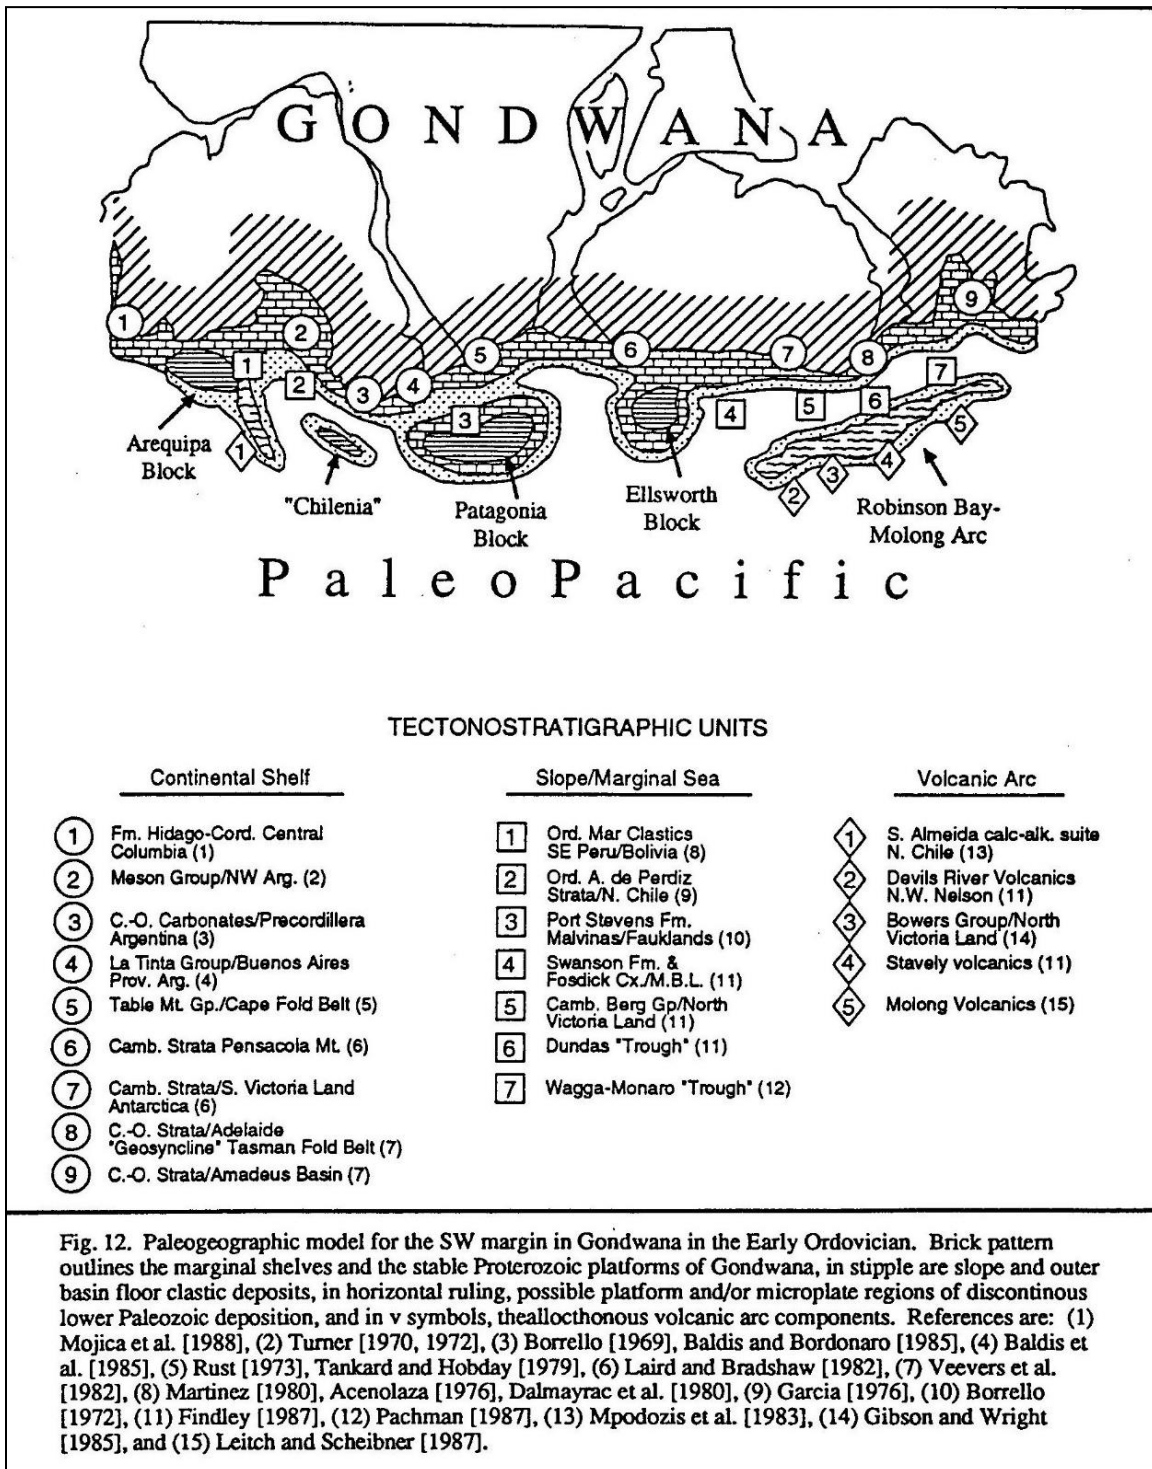 G O N D W A N A
1
2
3
4
5
6
7
8
9
1
2
3
4
5
6
7
1
2
3
4
5
Arequipa
Block
"Chilenia"
Patagonia
Block
Ellsworth
Block
Robinson Bay-
Molong Arc
P a l e o P a c i f i c
TECTONOSTRATIGRAPHIC UNITS
Continental Shelf
1 Fm. Hidago-Cord. Central
Columbia (1)
2 Meson Group/NW Arg. (2)
3 C.-O. Carbonates/Precordillera
Argentina (3)
4 La Tinta Group/Buenos Aires
Prov. Arg. (4)
5 Table Mt. Gp./Cape Fold Belt (5)
6 Camb. Strata Pensacola Mt. (6)
7 Camb. Strata/S. Victoria Land
Antarctica (6)
8 C.-O. Strata/Adelaide
"Geosyncline" Tasman Fold Belt (7)
9 C.-O. Strata/Amadeus Basin (7)
Slope/Marginal Sea
1 Ord. Mar Clastics
SE Peru/Bolivia (8)
2 Ord. A. de Perdiz
Strata/N. Chile (9)
3 Port Stevens Fm.
Malvinas/Fauklands (10)
4 Swanson Fm. &
Fosdick Cx./M.B.L. (11)
5 Camb. Berg Gp/North
Victoria Land (11)
6 Dundas "Trough" (11)
7 Wagga-Monaro "Trough" (12)
Volcanic Arc
1 S. Almeida calc-alk. suite
N. Chile (13)
2 Devils River Volcanics
N.W. Nelson (11)
3 Bowers Group/North
Victoria Land (14)
4 Stavely volcanics (11)
5 Molong Volcanics (15)
Fig. 12. Paleogeographic model for the SW margin in Gondwana in the Early Ordovician. Brick pattern
outlines the marginal shelves and the stable Proterozoic platforms of Gondwana, in stipple are slope and outer
basin floor clastic deposits, in horizontal ruling, possible platform and/or microplate regions of discontinous
lower Paleozoic deposition, and in v symbols, theallocthonous volcanic arc components. References are: (1)
Mojica et al. [1988], (2) Turner [1970, 1972], (3) Borrello [1969], Baldis and Bordonaro [1985], (4) Baldis et
al. [1985], (5) Rust [1973], Tankard and Hobday [1979], (6) Laird and Bradshaw [1982], (7) Veevers et al.
[1982], (8) Martinez [1980], Acenolaza [1976], Dalmayrac et al. [1980], (9) Garcia [1976], (10) Borrello
[1972], (11) Findley [1987], (12) Pachman [1987], (13) Mpodozis et al. [1983], (14) Gibson and Wright
[1985], and (15) Leitch and Scheibner [1987].